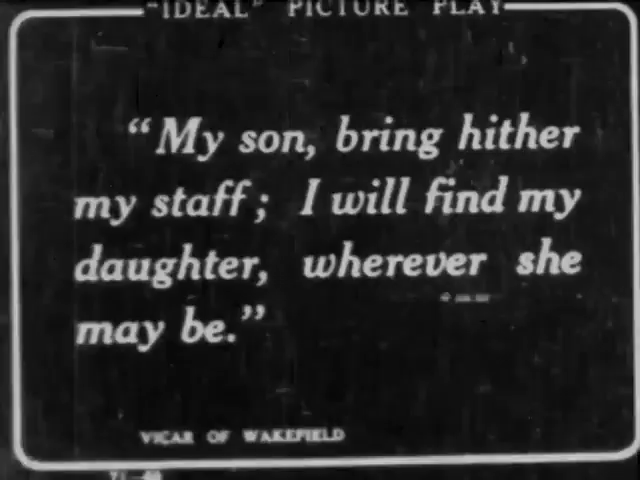 "IDEAL" PICTURE PLAY
"My son, bring hither
my staff; I will find my
daughter, wherever she
may be."
VICAR OF WAKEFIELD